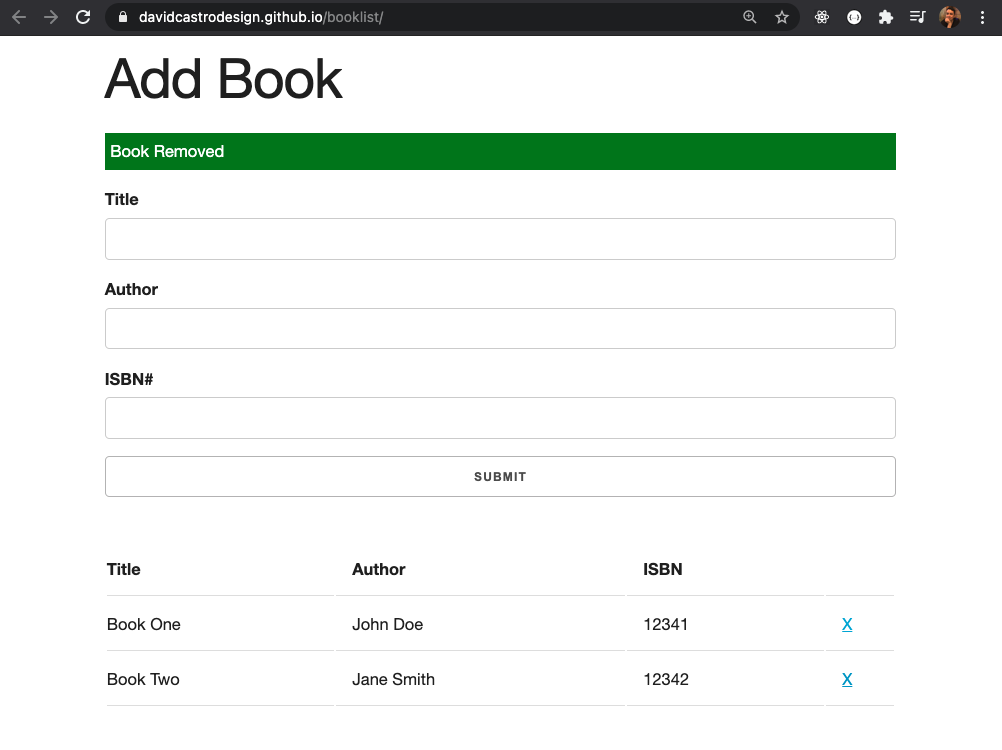 davidcastrodesign.github.io/booklist/
Add Book
Book Removed
Title
Author
ISBN#
SUBMIT
Title Author ISBN
Book One John Doe 12341 X
Book Two Jane Smith 12342 X